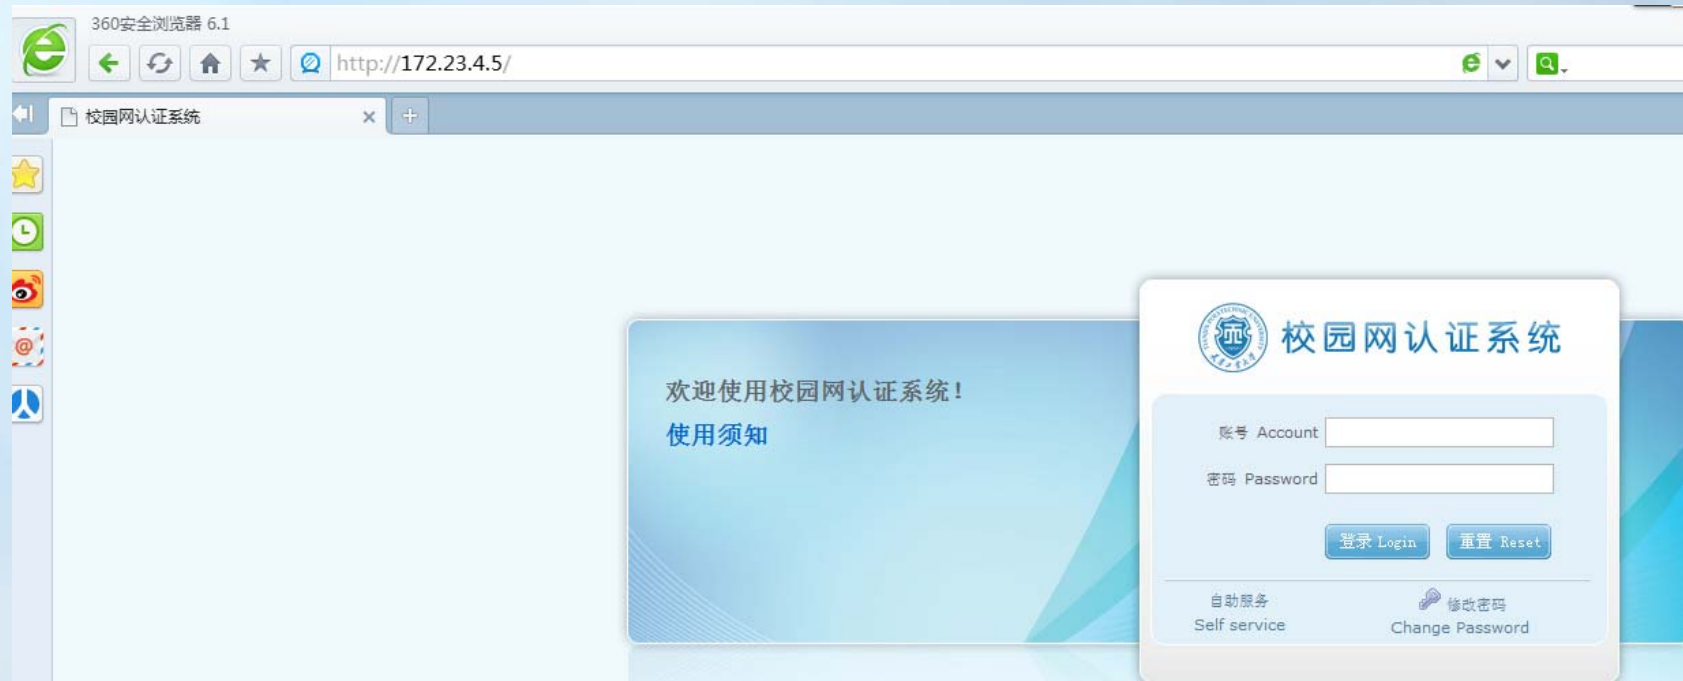 360安全浏览器 6.1
http://172.23.4.5/
校园网认证系统
校园网认证系统
欢迎使用校园网认证系统！
使用须知
账号 Account
密码 Password
登录 Login 重置 Reset
自助服务 修改密码
Self service Change Password